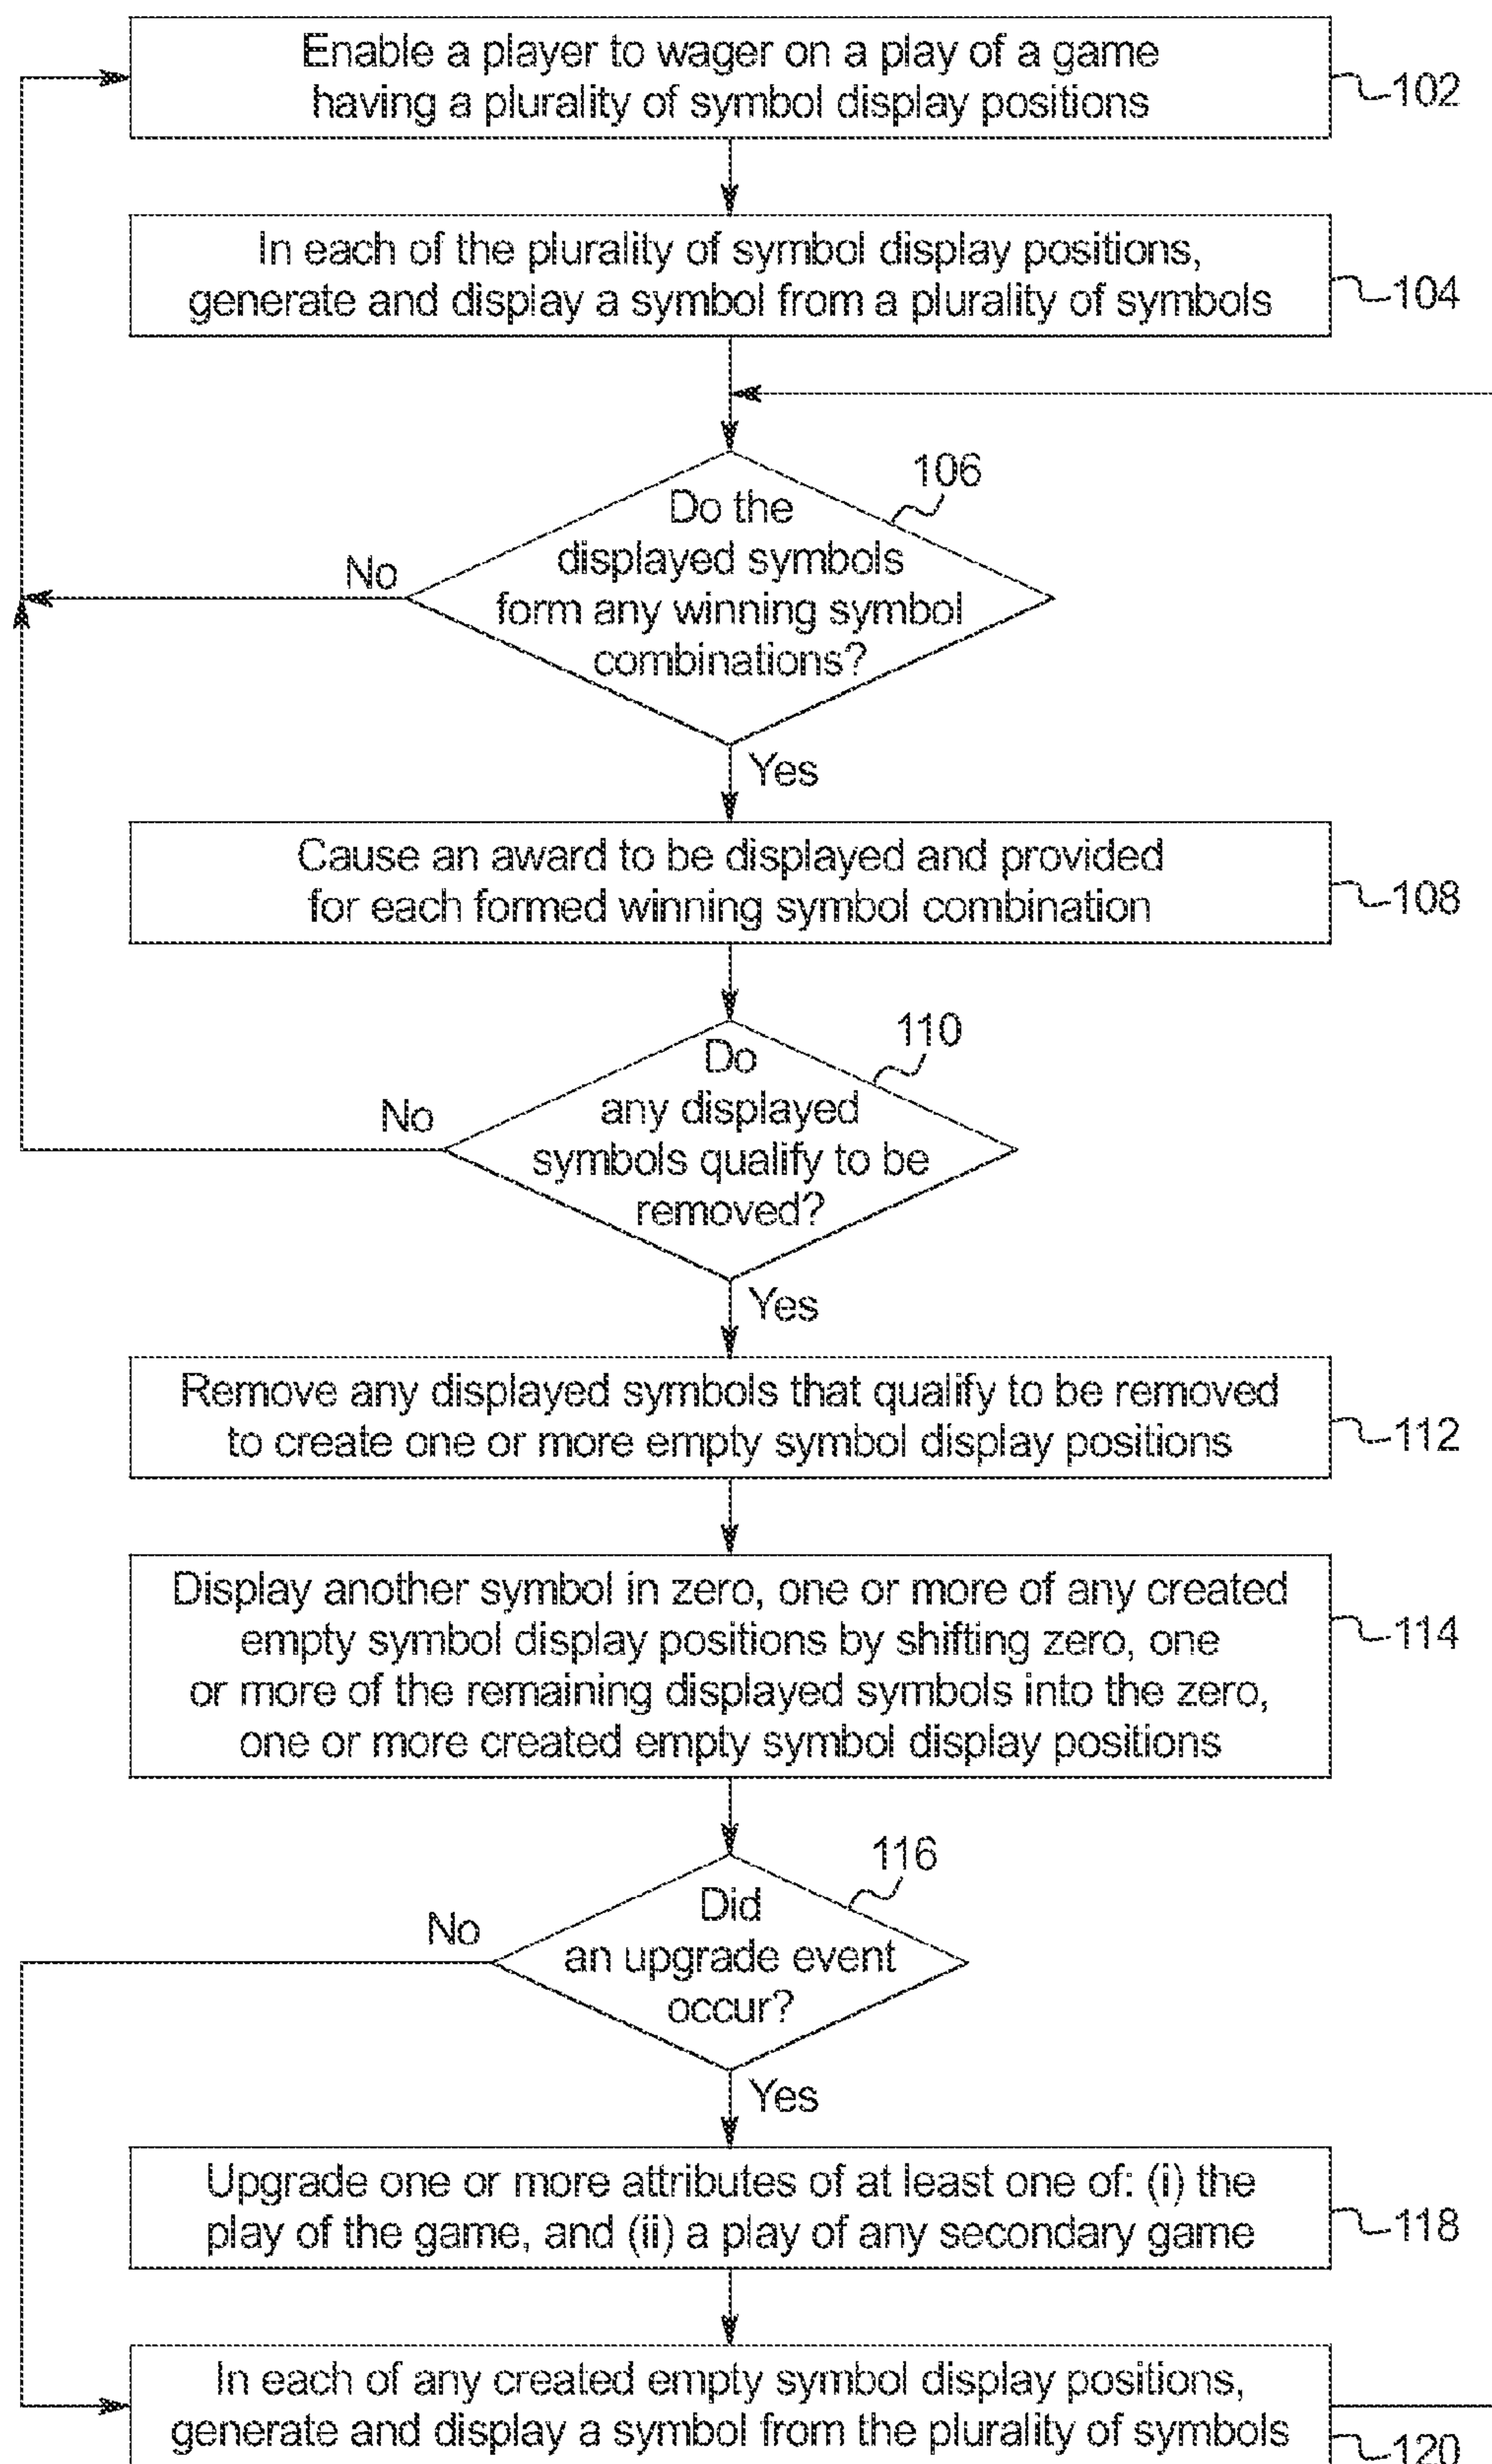 Enable a player to wager on a play of a game
having a plurality of symbol display positions
102
In each of the plurality of symbol display positions,
generate and display a symbol from a plurality of symbols
104
106
Do the
displayed symbols
form any winning symbol
combinations?
No
Yes
Cause an award to be displayed and provided
for each formed winning symbol combination
108
110
Do
any displayed
symbols qualify to be
removed?
No
Yes
Remove any displayed symbols that qualify to be removed
to create one or more empty symbol display positions
112
Display another symbol in zero, one or more of any created
empty symbol display positions by shifting zero, one
or more of the remaining displayed symbols into the zero,
one or more created empty symbol display positions
114
116
Did
an upgrade event
occur?
No
Yes
Upgrade one or more attributes of at least one of: (i) the
play of the game, and (ii) a play of any secondary game
118
In each of any created empty symbol display positions,
generate and display a symbol from the plurality of symbols
120